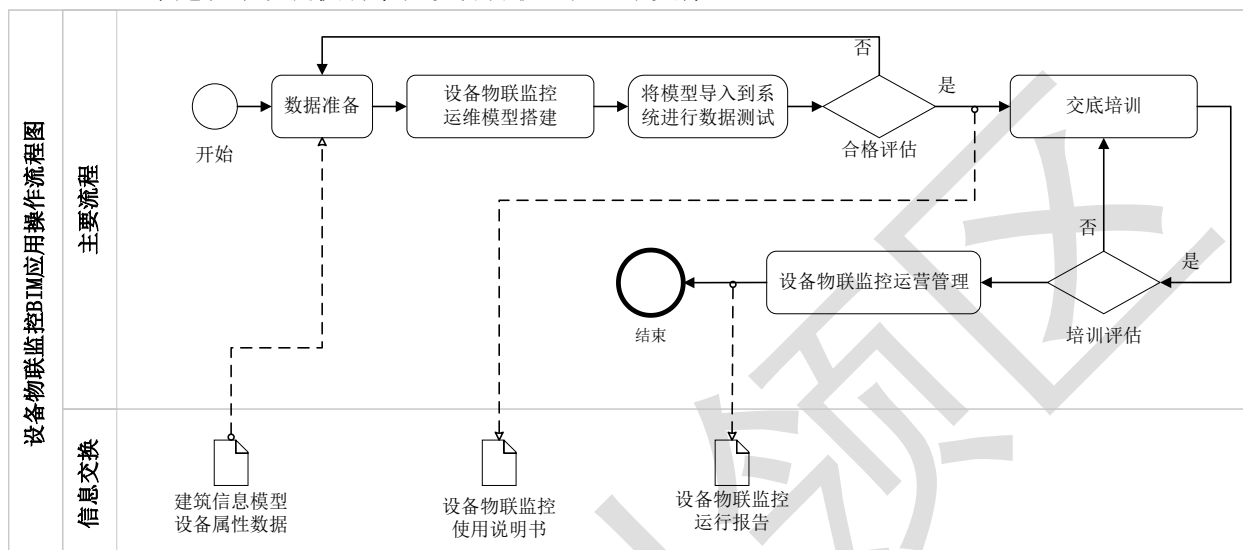 设备物联监控BIM应用操作流程图
主要流程
否
是
数据准备
设备物联监控
运维模型搭建
将模型导入到系
统进行数据测试
交底培训
开始
合格评估
否
是
设备物联监控运营管理
结束
培训评估
信息交换
建筑信息模型
设备属性数据
设备物联监控
使用说明书
设备物联监控
运行报告